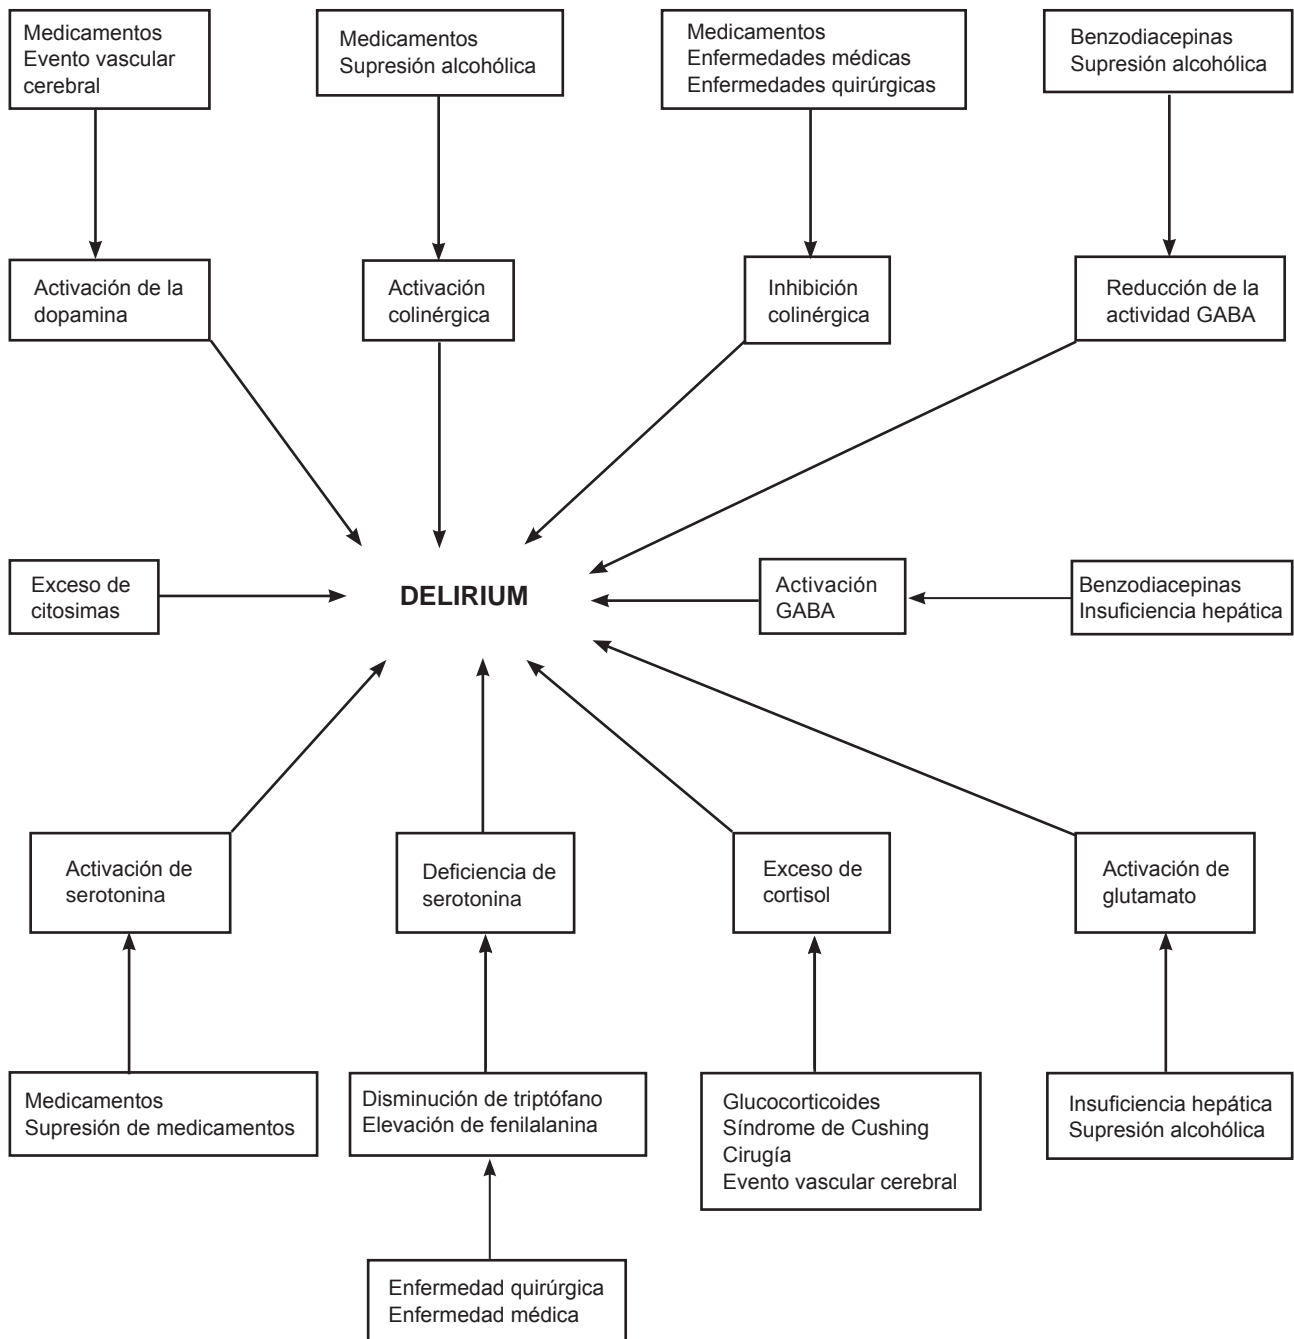 Medicamentos
Evento vascular
cerebral
Medicamentos
Supresión alcohólica
Medicamentos
Enfermedades médicas
Enfermedades quirúrgicas
Benzodiacepinas
Supresión alcohólica
Activación de la
dopamina
Activación
colinérgica
Inhibición
colinérgica
Reducción de la
actividad GABA
Exceso de
citosimas
DELIRIUM
Activación
GABA
Benzodiacepinas
Insuficiencia hepática
Activación de
serotonina
Deficiencia de
serotonina
Exceso de
cortisol
Activación de
glutamato
Medicamentos
Supresión de medicamentos
Disminución de triptófano
Elevación de fenilalanina
Glucocorticoides
Síndrome de Cushing
Cirugía
Evento vascular cerebral
Insuficiencia hepática
Supresión alcohólica
Enfermedad quirúrgica
Enfermedad médica